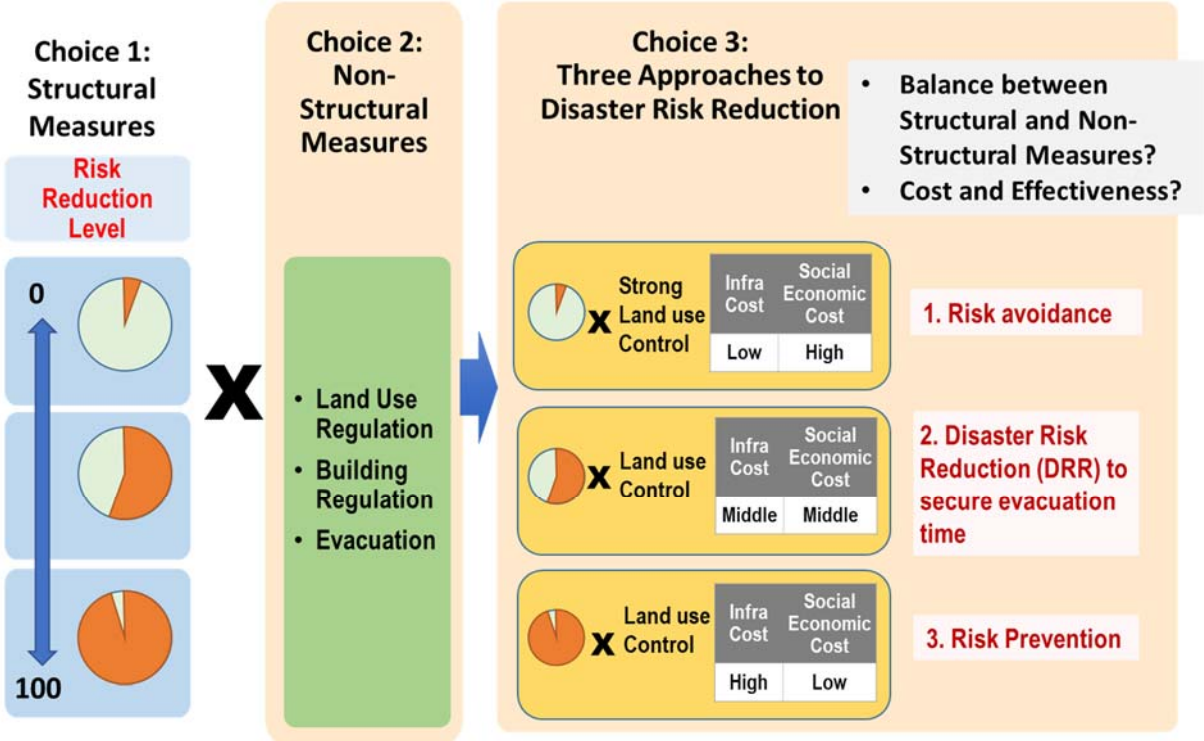 Choice 1:
Structural
Measures
Risk
Reduction
Level
0
100
X
Choice 2:
Non-
Structural
Measures
• Land Use
Regulation
• Building
Regulation
• Evacuation
Choice 3:
Three Approaches to
Disaster Risk Reduction
• Balance between
Structural and Non-
Structural Measures?
• Cost and Effectiveness?
X
Strong
Land use
Control
Infra
Cost
Social
Economic
Cost
Low
High
1. Risk avoidance
X
Land use
Control
Infra
Cost
Social
Economic
Cost
Middle
Middle
2. Disaster Risk
Reduction (DRR) to
secure evacuation
time
X
Land use
Control
Infra
Cost
Social
Economic
Cost
High
Low
3. Risk Prevention